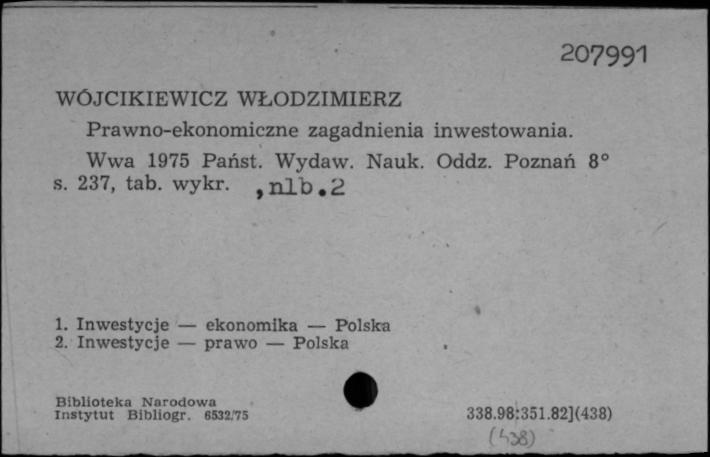 207991
WÓJCIKIEWICZ WŁODZIMIERZ
Prawno-ekonomiczne zagadnienia inwestowania.
Wwa 1975 Państ. Wydaw. Nauk. Oddz. Poznań 8°
s. 237, tab. wykr. ,nlb.2
1. Inwestycje — ekonomika — Polska
2. Inwestycje — prawo — Polska
Biblioteka Narodowa
Instytut Bibliogr. 6532/75
338.98:351.82](438)
(438)